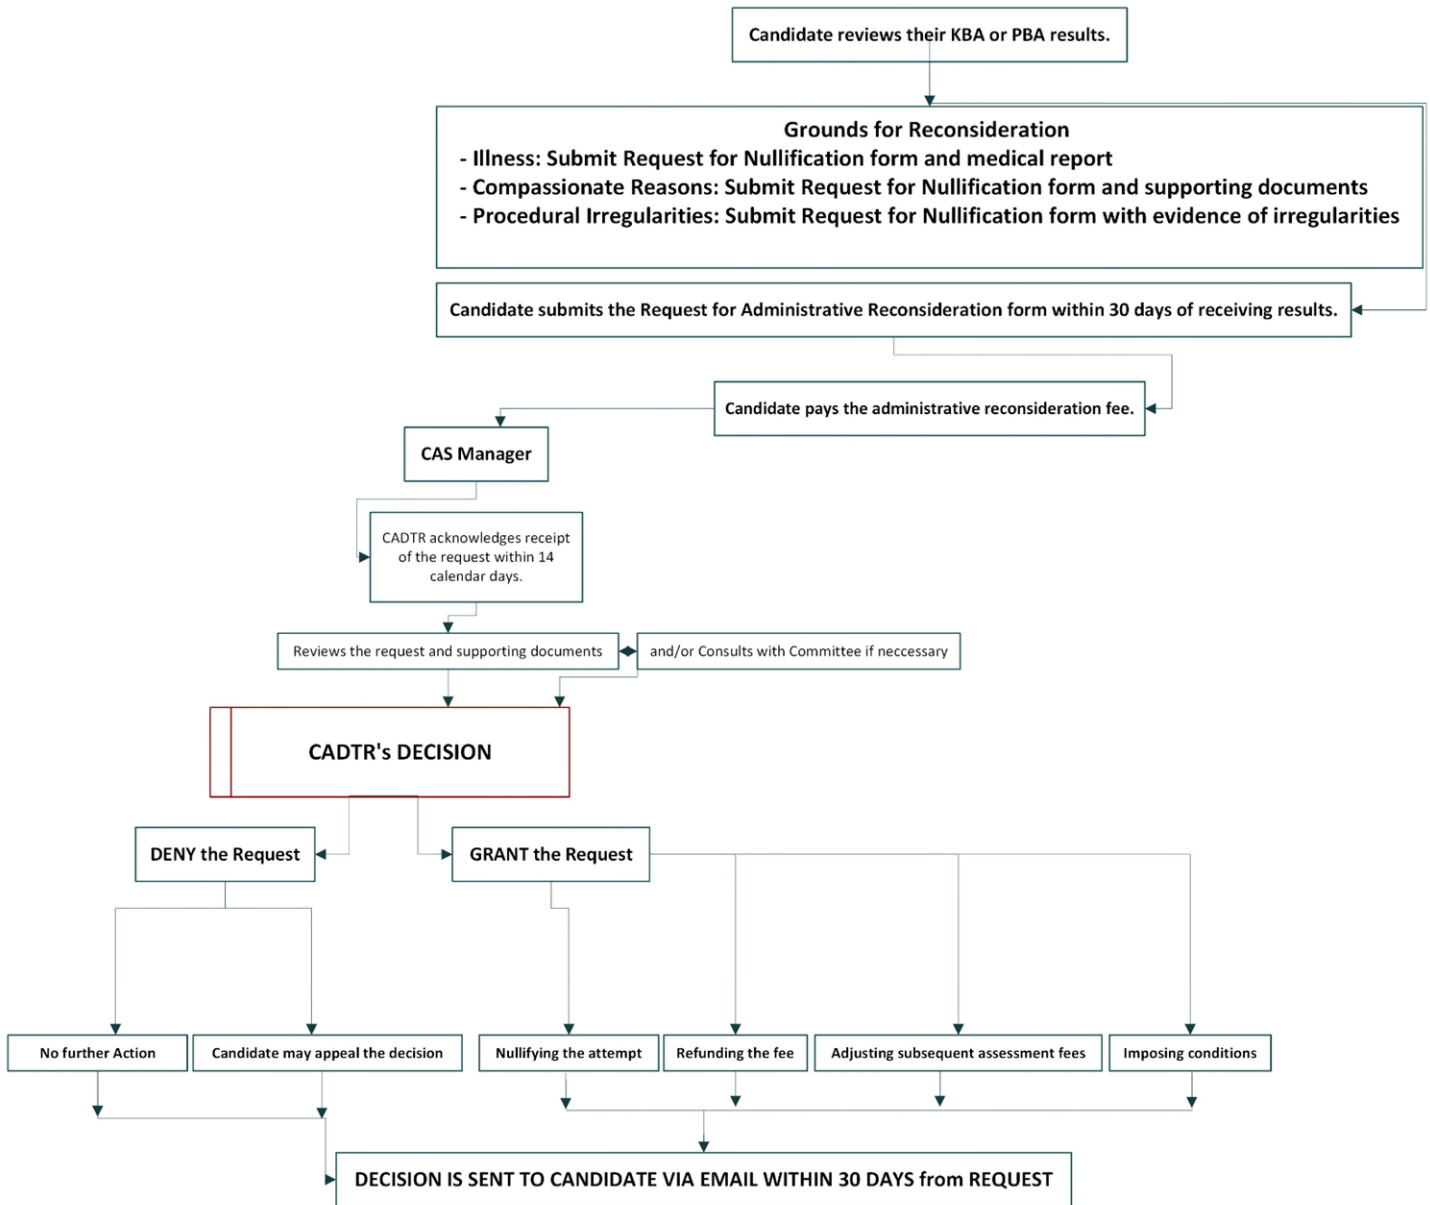 Candidate reviews their KBA or PBA results.
Grounds for Reconsideration
- Illness: Submit Request for Nullification form and medical report
- Compassionate Reasons: Submit Request for Nullification form and supporting documents
- Procedural Irregularities: Submit Request for Nullification form with evidence of irregularities
Candidate submits the Request for Administrative Reconsideration form within 30 days of receiving results.
Candidate pays the administrative reconsideration fee.
CAS Manager
CADTR acknowledges receipt
of the request within 14
calendar days.
Reviews the request and supporting documents
and/or Consults with Committee if neccessary
CADTR's DECISION
DENY the Request
GRANT the Request
No further Action
Candidate may appeal the decision
Nullifying the attempt
Refunding the fee
Adjusting subsequent assessment fees
Imposing conditions
DECISION IS SENT TO CANDIDATE VIA EMAIL WITHIN 30 DAYS from REQUEST